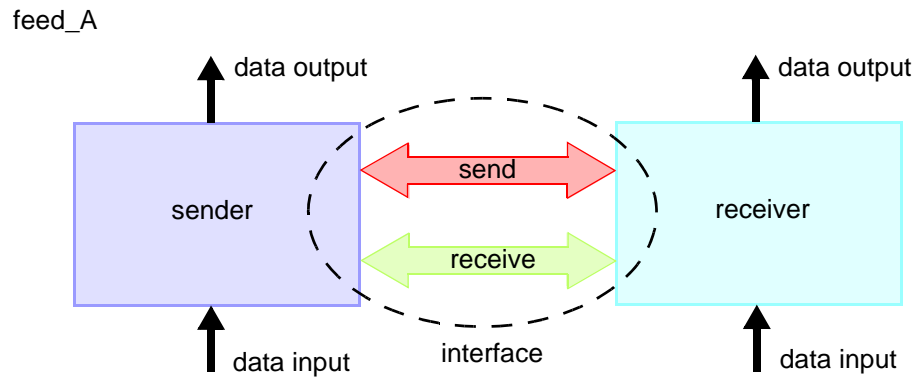 feed_A
data output
data output
send
sender
receiver
receive
interface
data input
data input